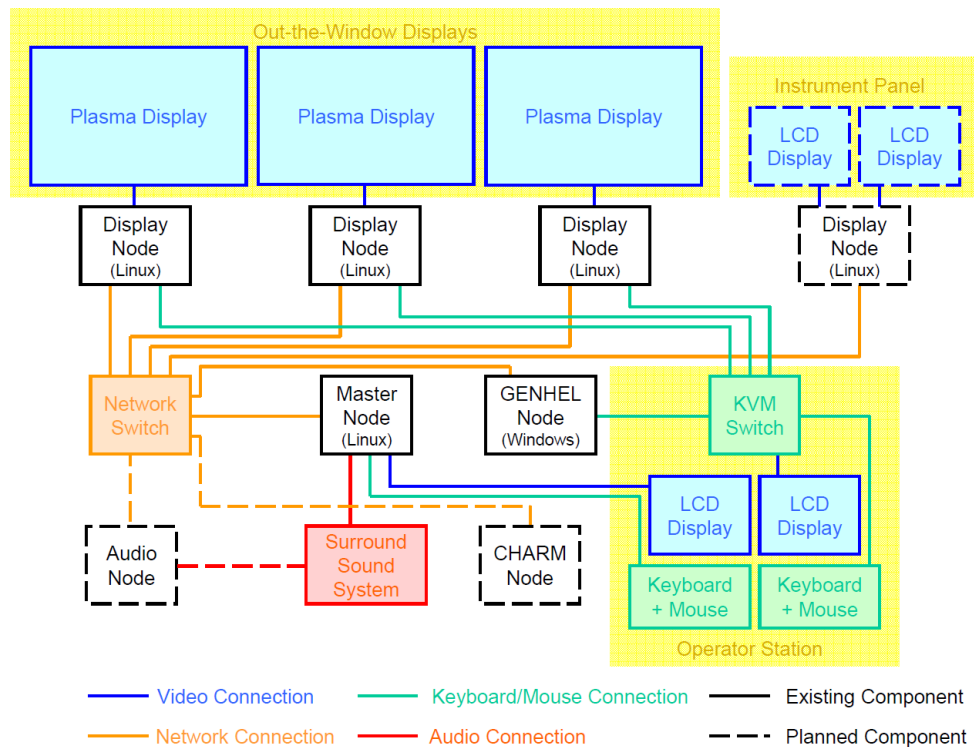 Out-the-Window Displays
Plasma Display
Plasma Display
Plasma Display
Instrument Panel
LCD
Display
LCD
Display
Display
Node
(Linux)
Display
Node
(Linux)
Display
Node
(Linux)
Display
Node
(Linux)
Network
Switch
Master
Node
(Linux)
GENHEL
Node
(Windows)
KVM
Switch
LCD
Display
LCD
Display
Audio
Node
Surround
Sound
System
CHARM
Node
Keyboard
+ Mouse
Keyboard
+ Mouse
Operator Station
Video Connection
Keyboard/Mouse Connection
Existing Component
Network Connection
Audio Connection
Planned Component